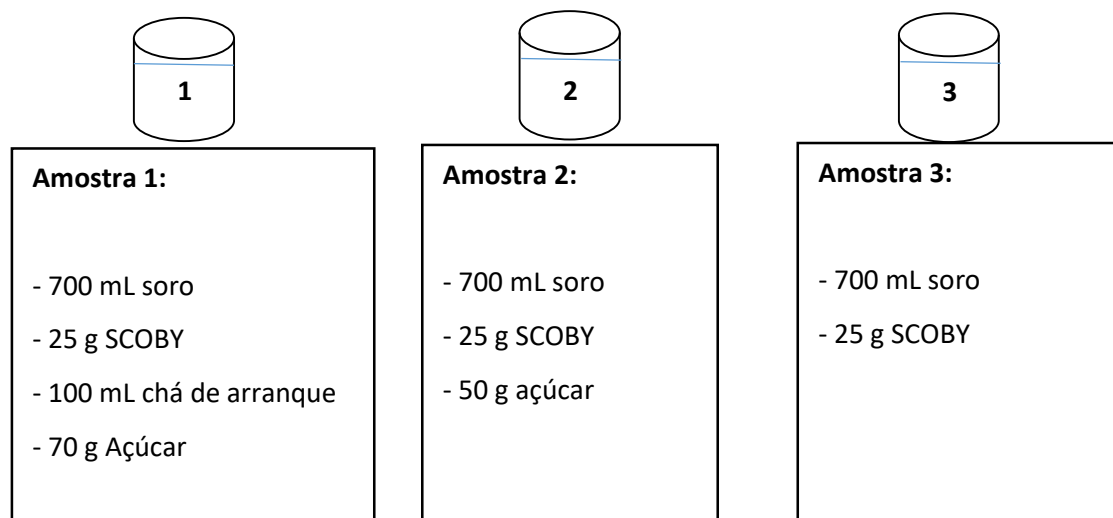 1
2
3
Amostra 1:
- 700 mL soro
- 25 g SCOBY
- 100 mL chá de arranque
- 70 g Açúcar
Amostra 2:
- 700 mL soro
- 25 g SCOBY
- 50 g açúcar
Amostra 3:
- 700 mL soro
- 25 g SCOBY